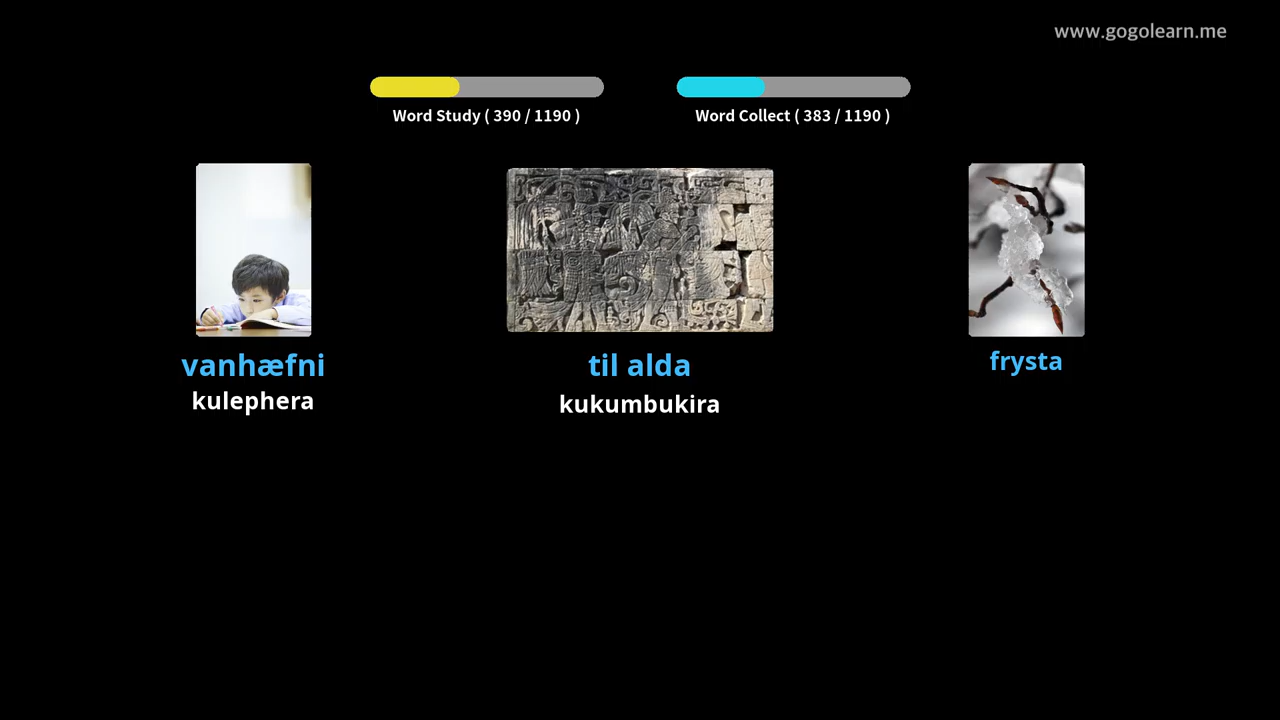 www.gogolearn.me
Word Study ( 390 / 1190 )
Word Collect ( 383 / 1190 )
vanhæfni
kulephera
til alda
kukumbukira
frysta